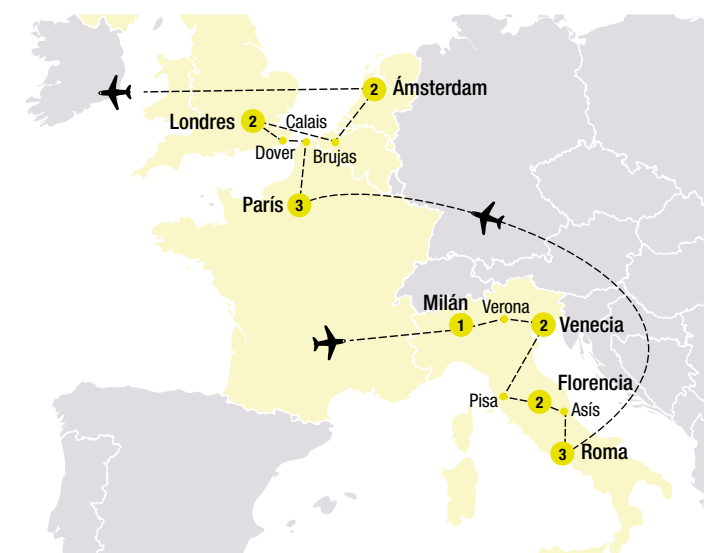 2 Ámsterdam
Londres 2 Calais
Dover Brujas
París 3
Milán Verona
1 2 Venecia
Florencia
Pisa 2 Asís
3 Roma